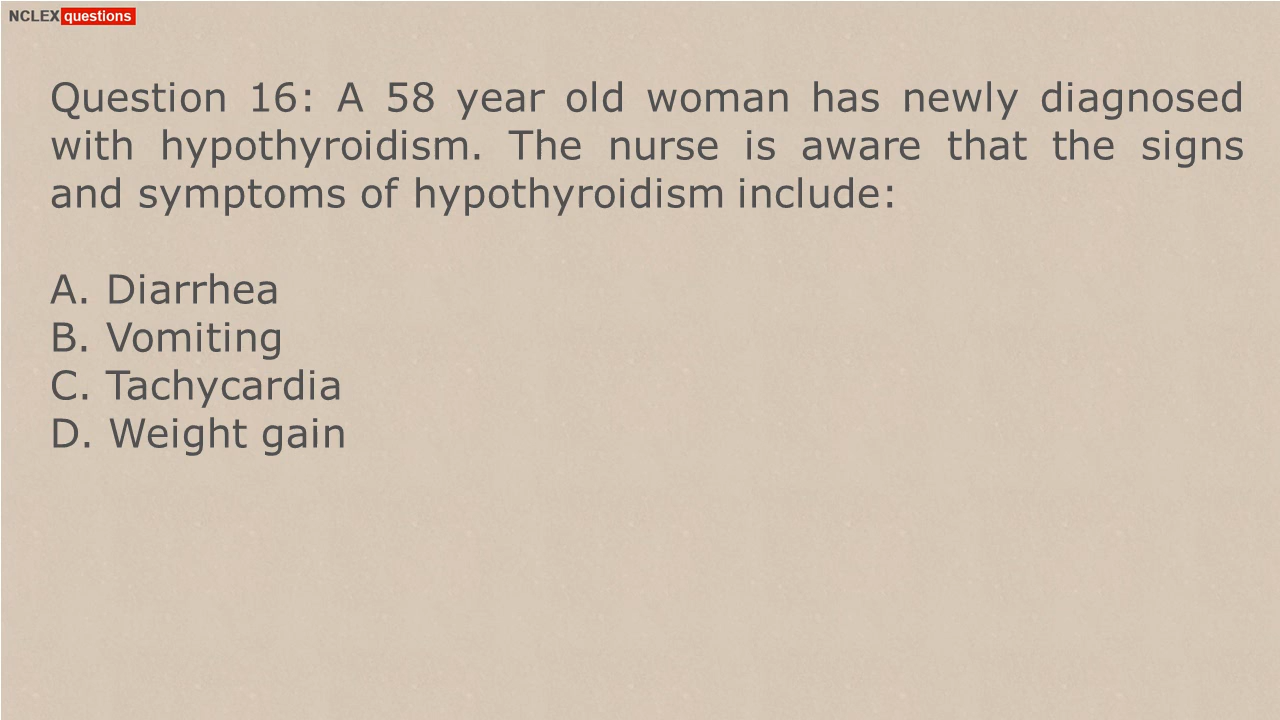 NCLEX questions
Question 16: A 58 year old woman has newly diagnosed
with hypothyroidism. The nurse is aware that the signs
and symptoms of hypothyroidism include:
A. Diarrhea
B. Vomiting
C. Tachycardia
D. Weight gain